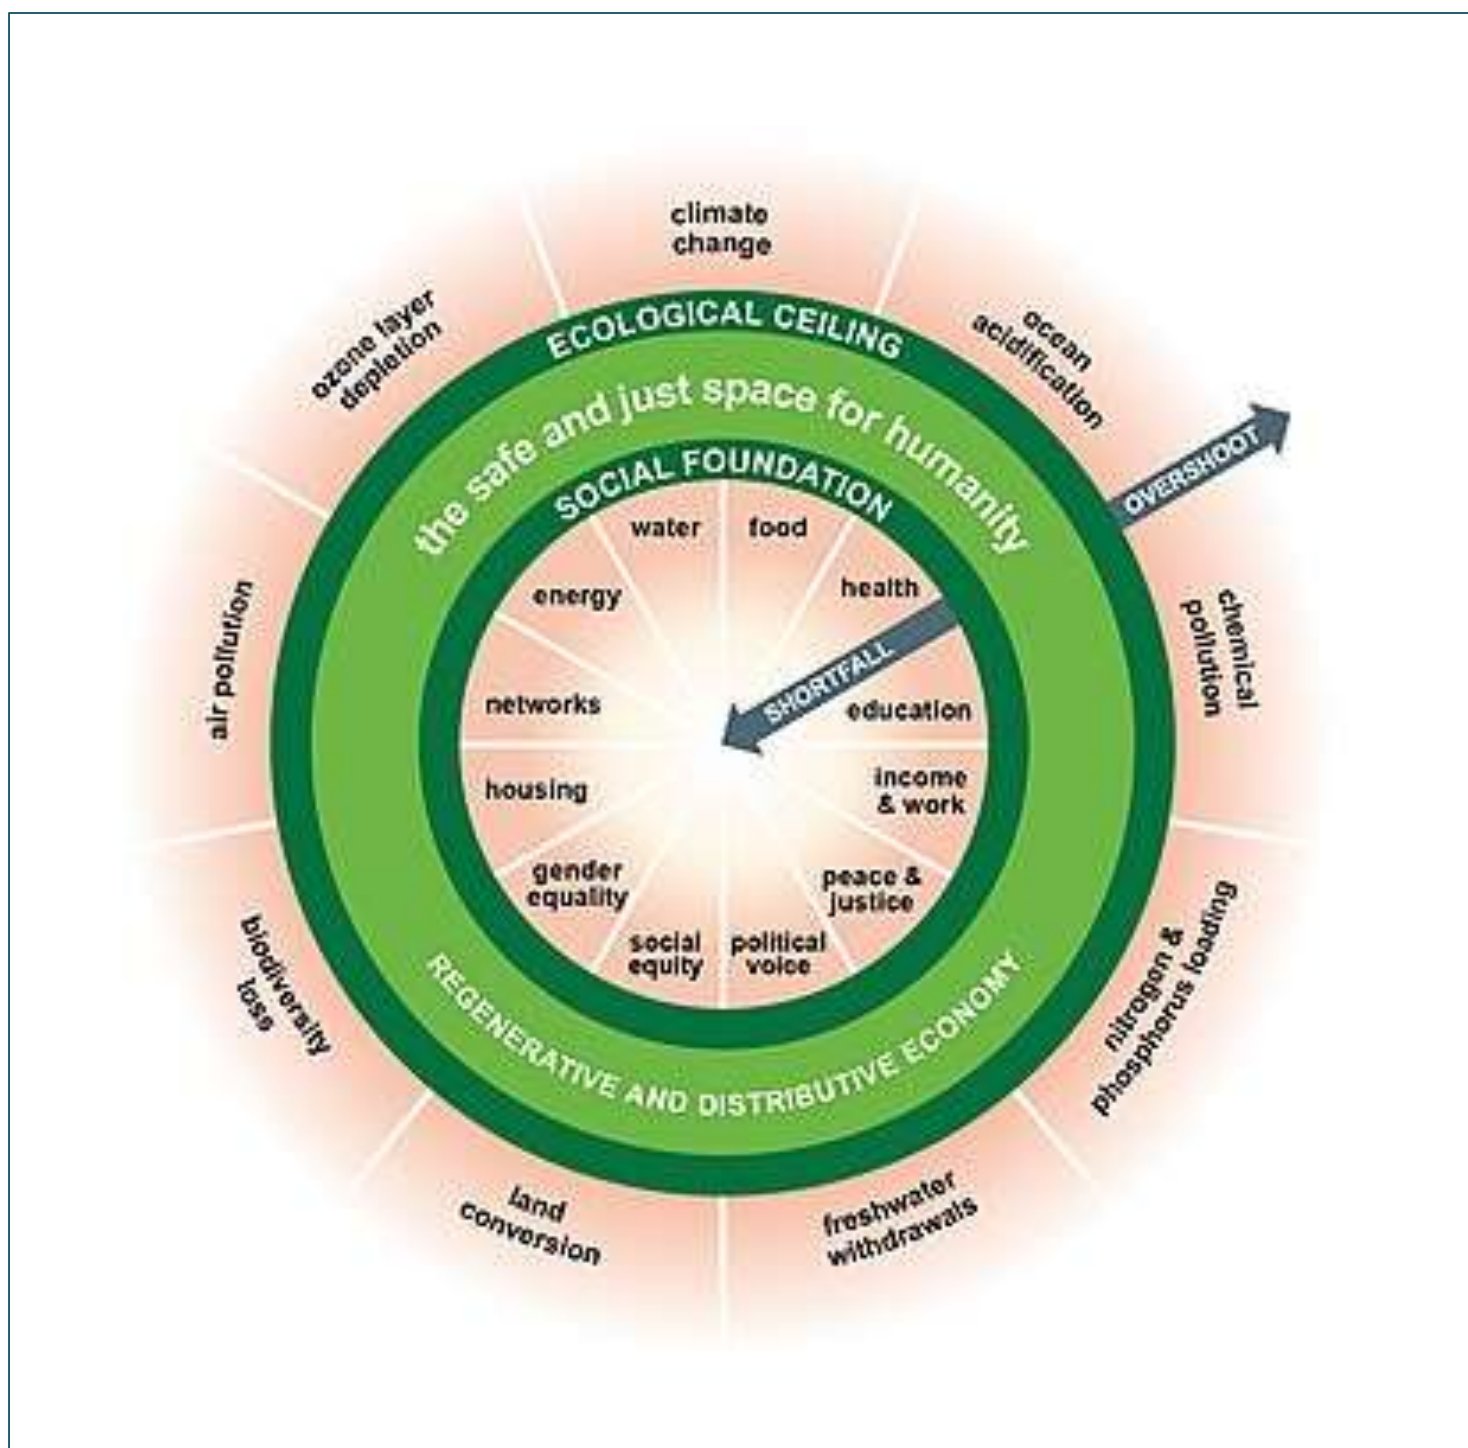 climate
change
ozone layer
depletion
ocean
acidification
ECOLOGICAL CEILING
the safe and just space for humanity
OVERSHOOT
SOCIAL FOUNDATION
water
food
energy
health
air pollution
chemical
pollution
SHORTFALL
networks
education
housing
income
& work
gender
equality
peace &
justice
social
equity
political
voice
biodiversity
loss
nitrogen &
phosphorus loading
REGENERATIVE AND DISTRIBUTIVE ECONOMY
land
conversion
freshwater
withdrawals